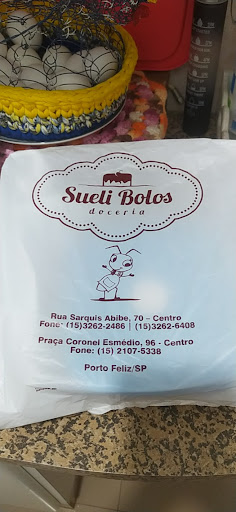 Sueli Bolos
doceria
Rua Sarquis Abibe, 70 – Centro
Fone: (15)3262-2486 | (15)3262-6408
Praça Coronel Esmédio, 96 - Centro
Fone: (15) 2107-5338
Porto Feliz/SP